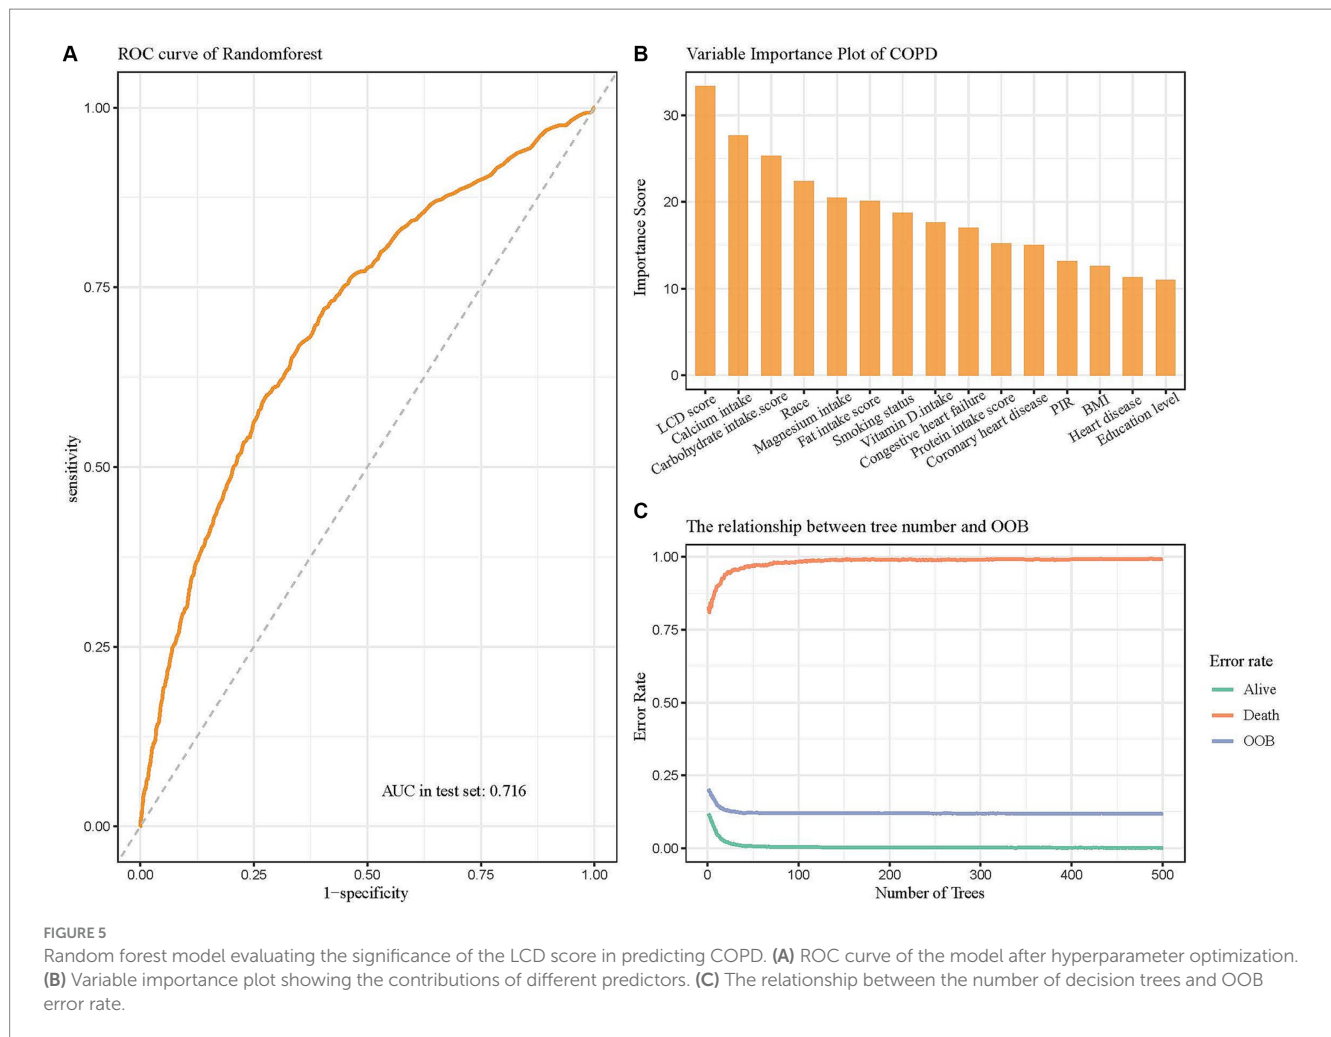 A
ROC curve of Randomforest
1.00
0.75
0.50
0.25
0.00
sensitivity
AUC in test set: 0.716
0.00
0.25
0.50
0.75
1.00
1−specificity
B
Variable Importance Plot of COPD
30
20
10
0
Importance Score
LCD score
Calcium intake
Carbohydrate intake.score
Race
Magnesium intake
Fat intake score
Smoking status
Vitamin D.intake
Congestive heart failure
Protein intake score
Coronary heart disease
PIR
BMI
Heart disease
Education level
C
The relationship between tree number and OOB
1.00
0.75
0.50
0.25
0.00
Error Rate
0
100
200
300
400
500
Number of Trees
Error rate
Alive
Death
OOB
FIGURE 5
Random forest model evaluating the significance of the LCD score in predicting COPD. (A) ROC curve of the model after hyperparameter optimization.
(B) Variable importance plot showing the contributions of different predictors. (C) The relationship between the number of decision trees and OOB
error rate.